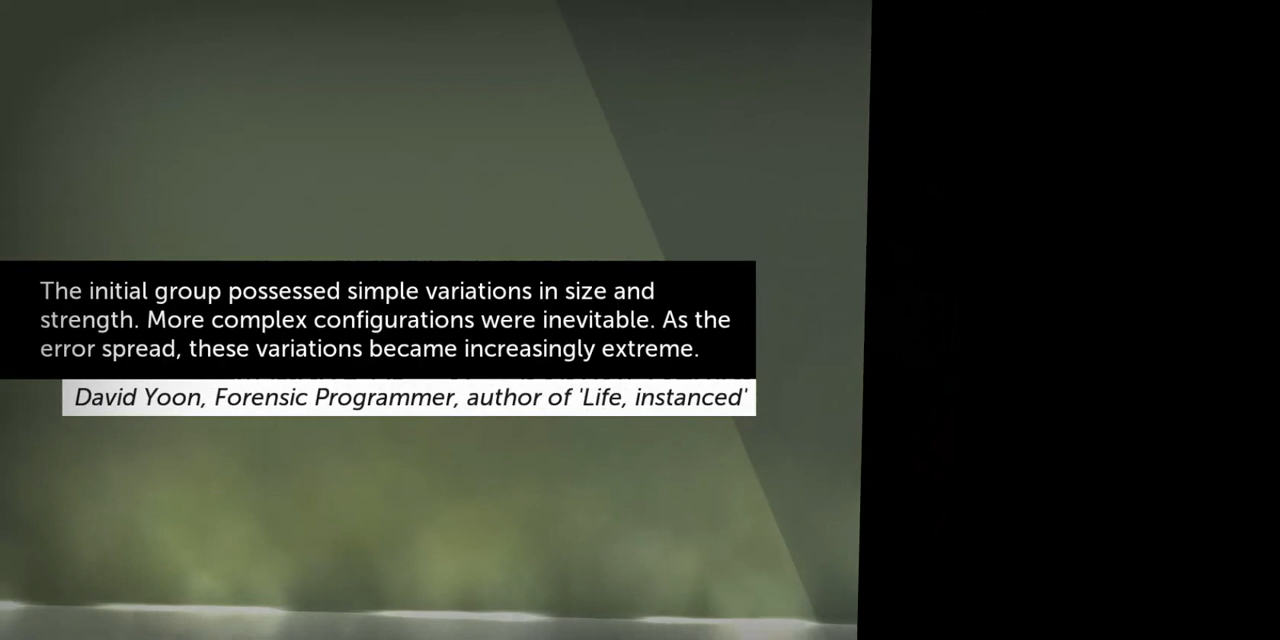 The initial group possessed simple variations in size and
strength. More complex configurations were inevitable. As the
error spread, these variations became increasingly extreme.
David Yoon, Forensic Programmer, author of 'Life, instanced'